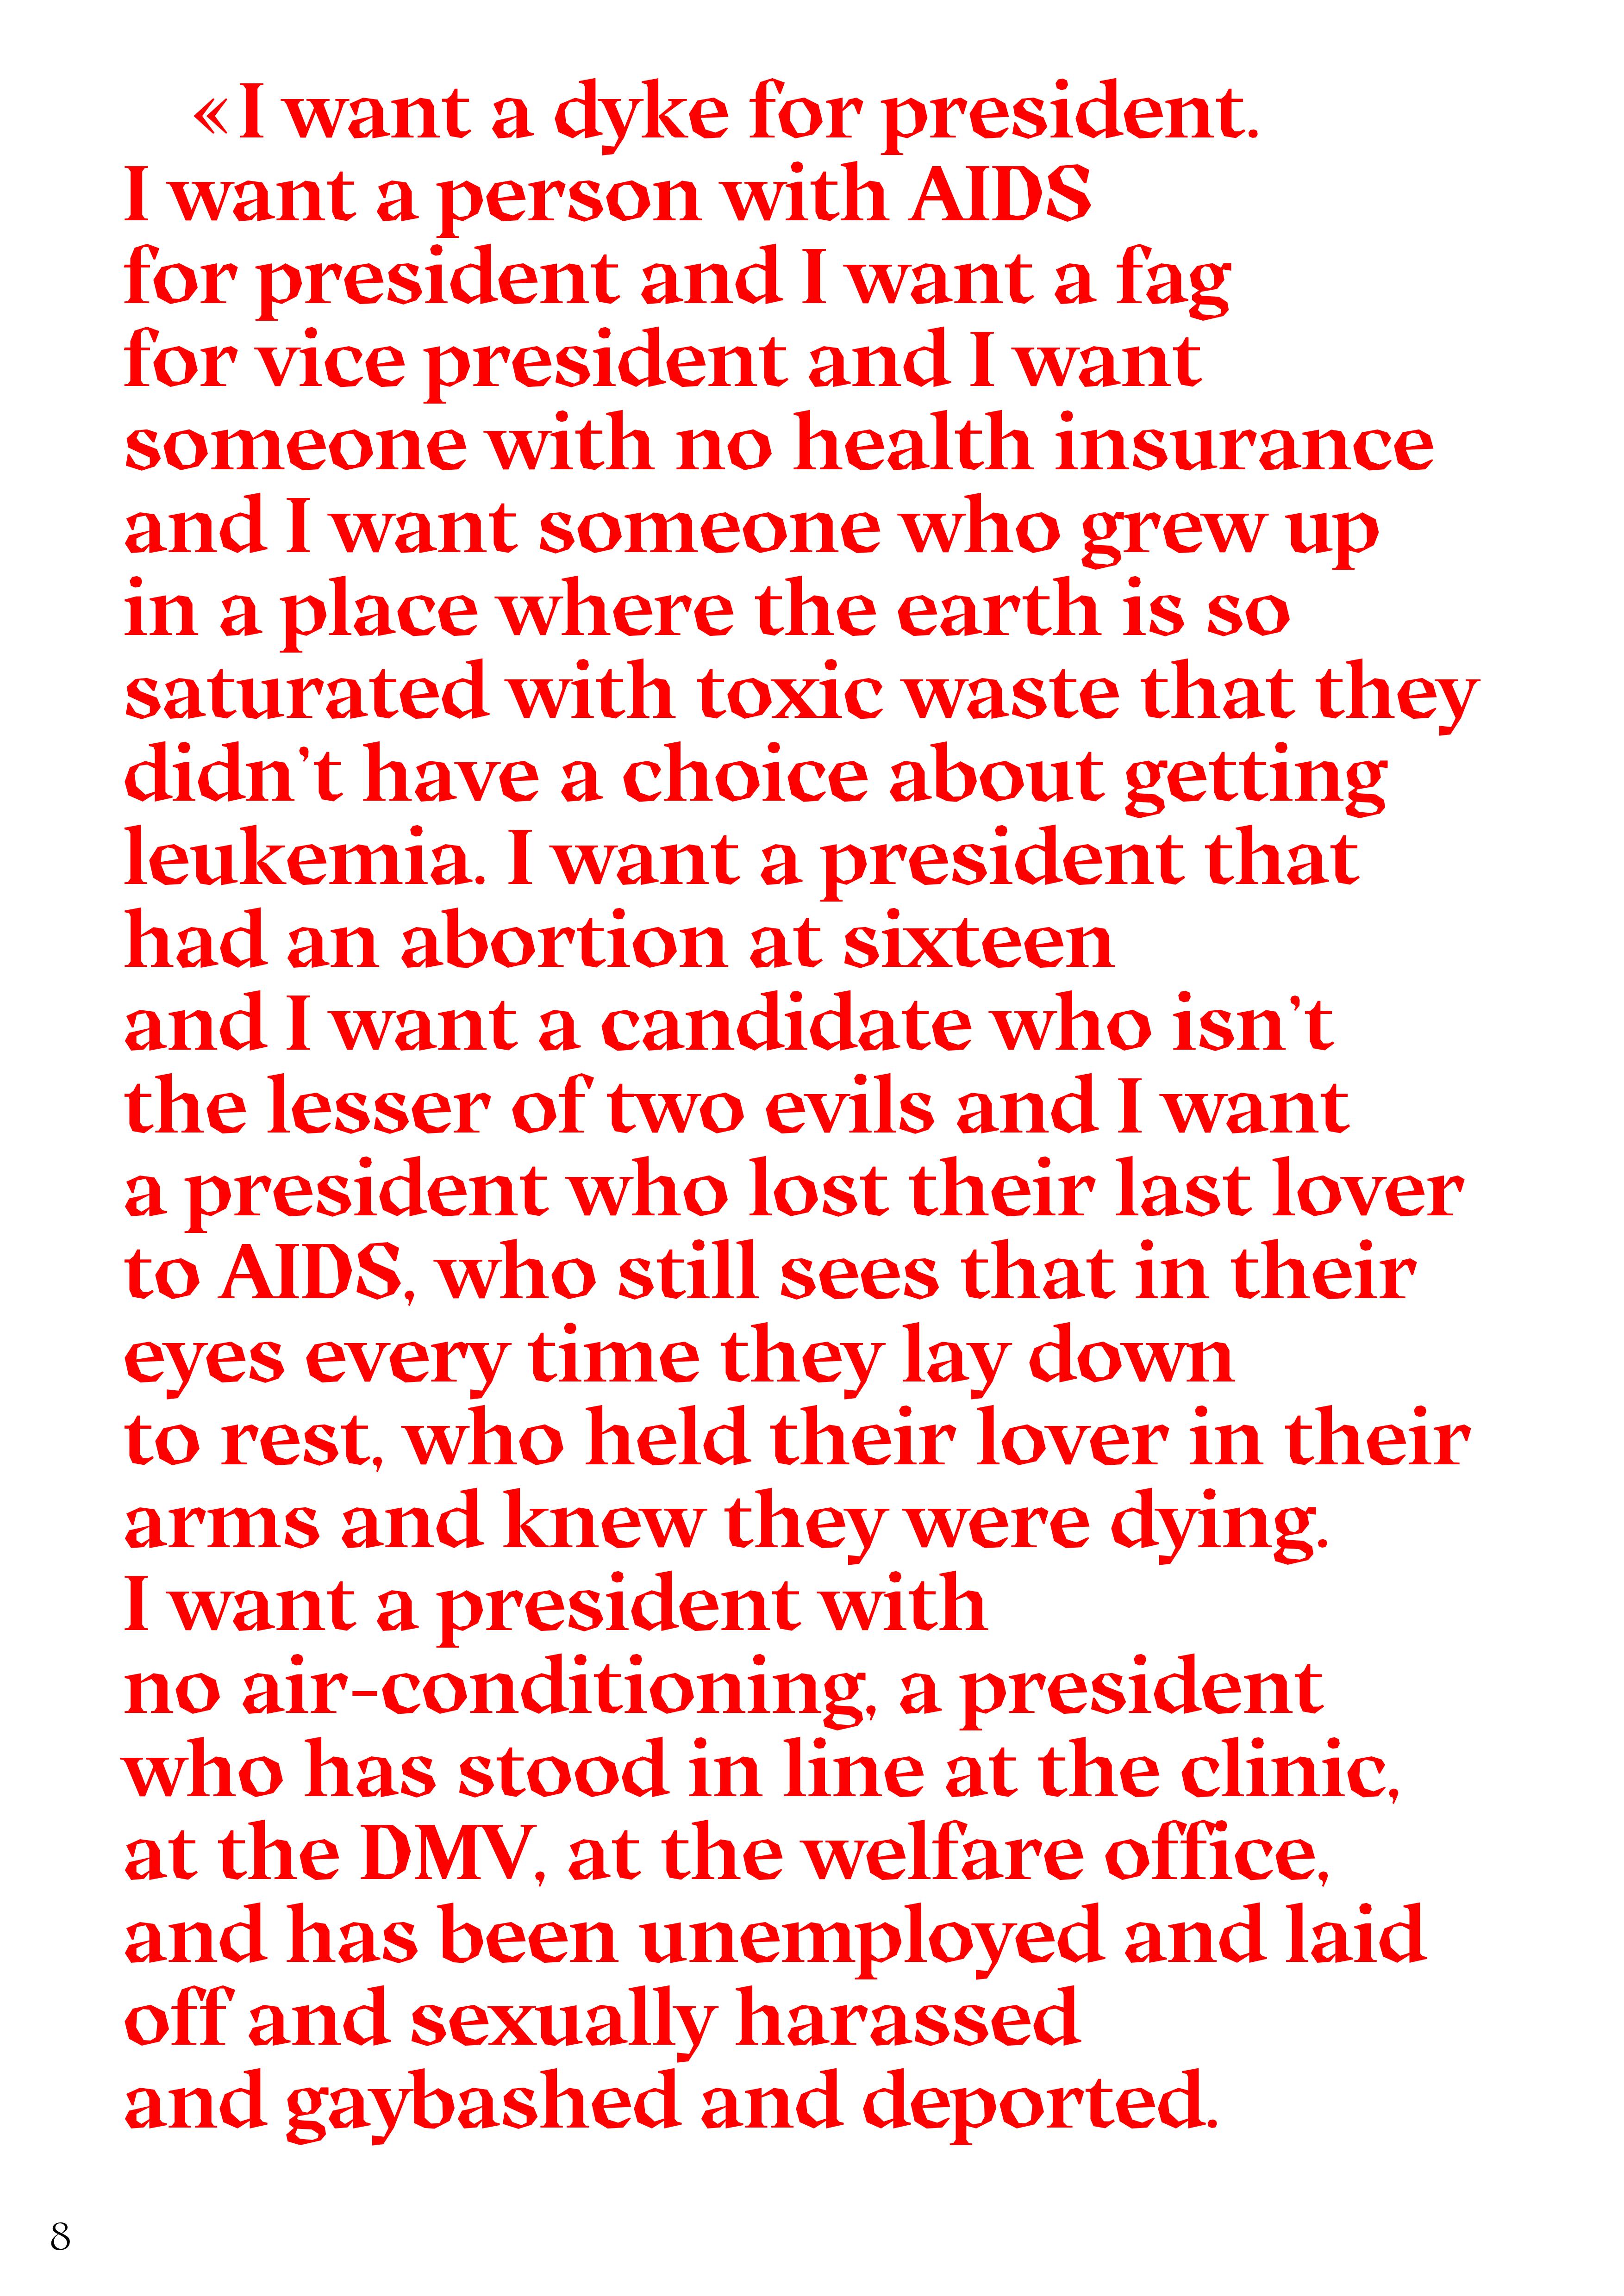 «I want a dyke for president.
I want a person with AIDS
for president and I want a fag
for vice president and I want
someone with no health insurance
and I want someone who grew up
in a place where the earth is so
saturated with toxic waste that they
didn’t have a choice about getting
leukemia. I want a president that
had an abortion at sixteen
and I want a candidate who isn’t
the lesser of two evils and I want
a president who lost their last lover
to AIDS, who still sees that in their
eyes every time they lay down
to rest, who held their lover in their
arms and knew they were dying.
I want a president with
no air-conditioning, a president
who has stood in line at the clinic,
at the DMV, at the welfare office,
and has been unemployed and laid
off and sexually harassed
and gaybashed and deported.
8